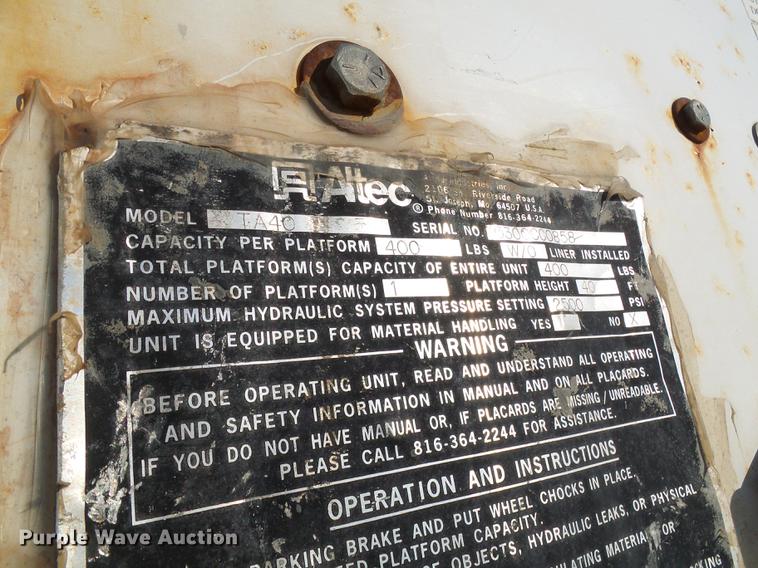 Altec
Industries, Inc.
2106 S. Riverside Road
St. Joseph, Mo. 64507 U.S.A.
® Phone Number 816-364-2244
MODEL TA40 SERIAL NO.
CAPACITY PER PLATFORM 400 LBS W/O LINER INSTALLED
TOTAL PLATFORM(S) CAPACITY OF ENTIRE UNIT 400 LBS
NUMBER OF PLATFORM(S) 1 PLATFORM HEIGHT 40 FT
MAXIMUM HYDRAULIC SYSTEM PRESSURE SETTING 2500 PSI
UNIT IS EQUIPPED FOR MATERIAL HANDLING YES NO X
WARNING
BEFORE OPERATING UNIT, READ AND UNDERSTAND ALL OPERATING
AND SAFETY INFORMATION IN MANUAL AND ON ALL PLACARDS.
IF YOU DO NOT HAVE MANUAL OR, IF PLACARDS ARE MISSING/UNREADABLE,
PLEASE CALL 816-364-2244 FOR ASSISTANCE.
OPERATION AND INSTRUCTIONS
PARKING BRAKE AND PUT WHEEL CHOCKS IN PLACE.
PLATFORM CAPACITY.
OBJECTS, HYDRAULIC LEAKS, OR PHYSICAL
MATERIAL OR
Purple Wave Auction